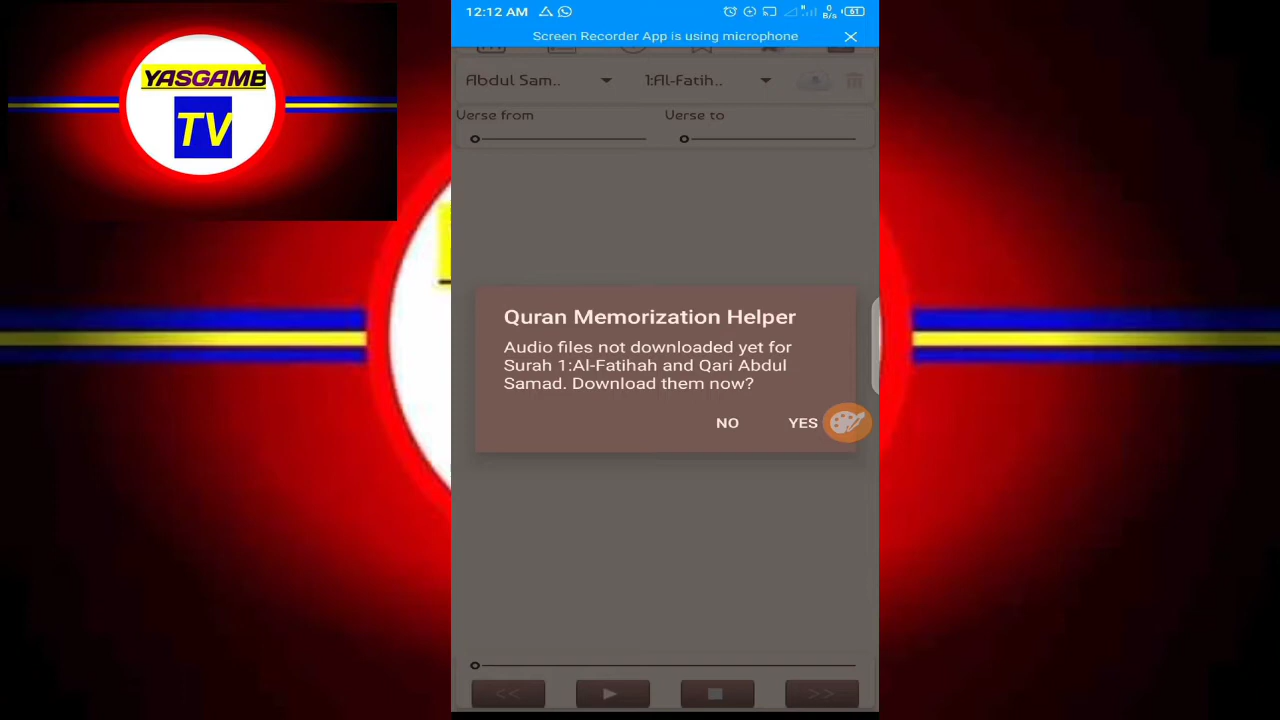 YASGAMB
TV
12:12 AM
0
B/s
61
Screen Recorder App is using microphone
Abdul Sam..
1:Al-Fatih..
Verse from
Verse to
Quran Memorization Helper
Audio files not downloaded yet for
Surah 1:Al-Fatihah and Qari Abdul
Samad. Download them now?
NO
YES
<<
>>